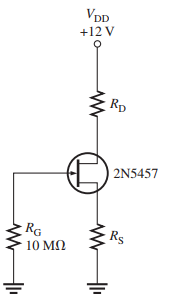 V_DD
+12 V
R_D
2N5457
R_G
10 MΩ
R_S